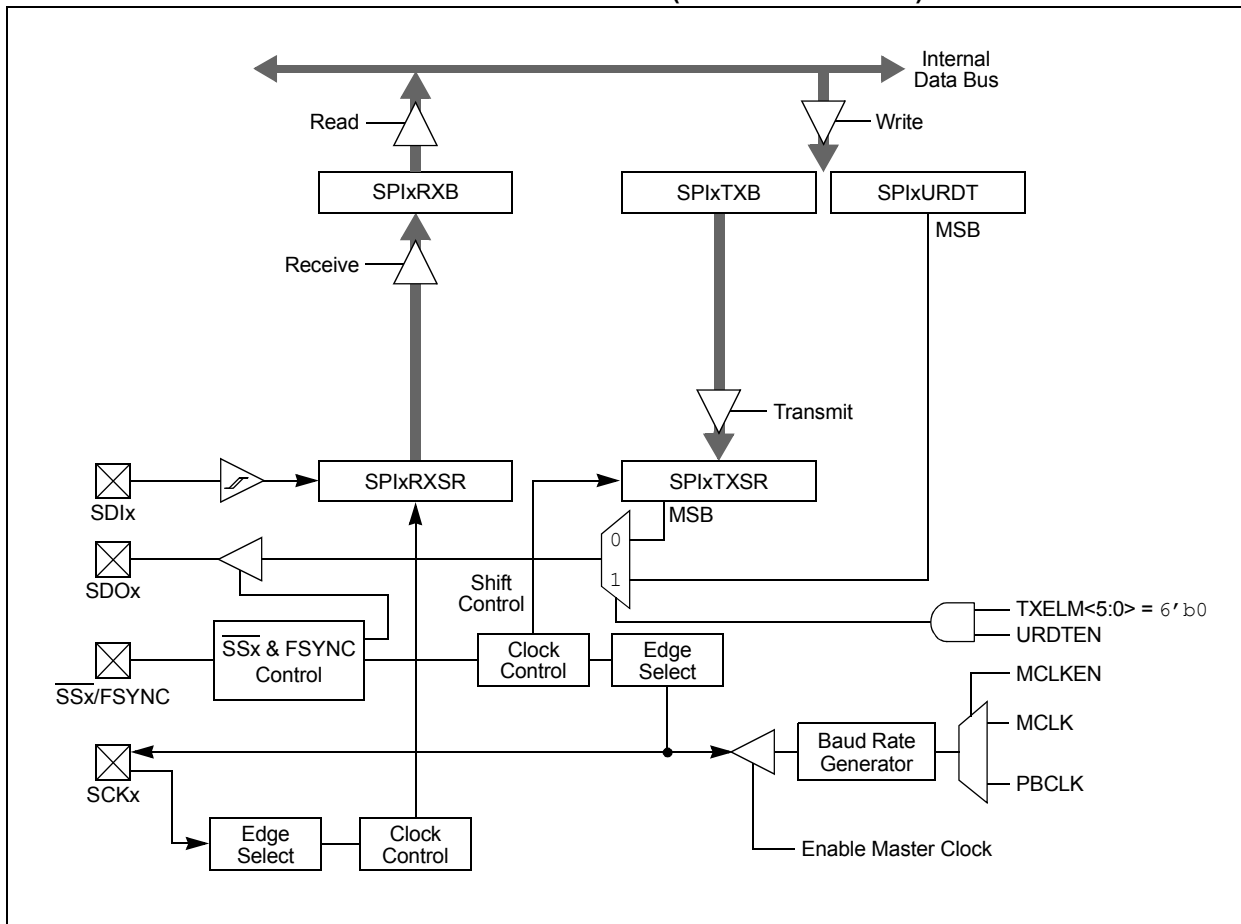 Internal
Data Bus
Read
Write
SPIxRXB
SPIxTXB
SPIxURDT
MSB
Receive
Transmit
SPIxRXSR
SPIxTXSR
MSB
SDIx
0
1
SDOx
Shift
Control
TXELM<5:0> = 6'b0
URDTEN
SSx & FSYNC
Control
Clock
Control
Edge
Select
SSx/FSYNC
MCLKEN
MCLK
Baud Rate
Generator
PBCLK
SCKx
Edge
Select
Clock
Control
Enable Master Clock